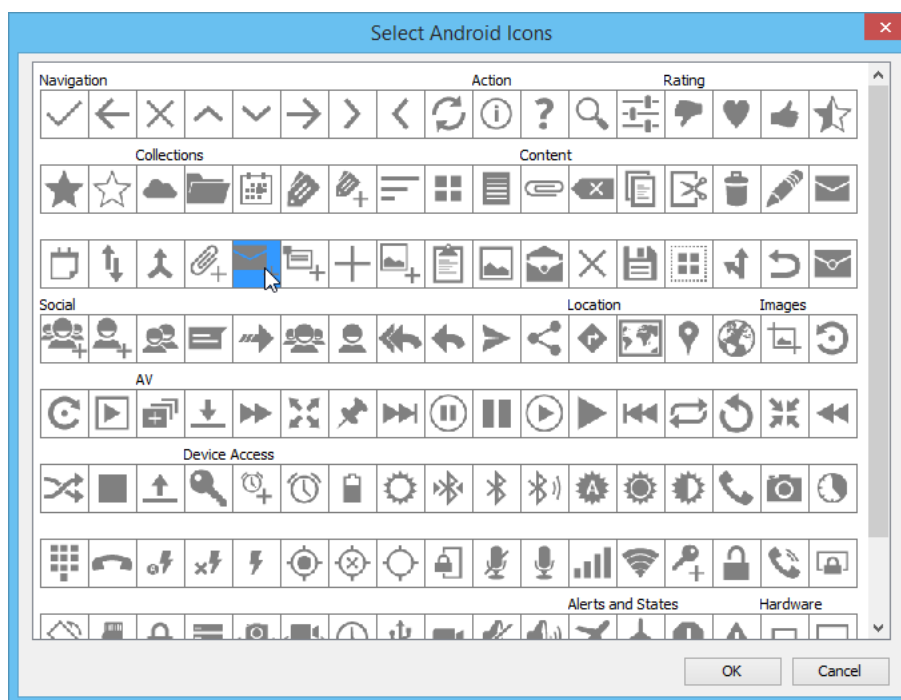 Select Android Icons
Navigation Action Rating
Collections Content
Social Location Images
AV
Device Access
Alerts and States Hardware
OK Cancel